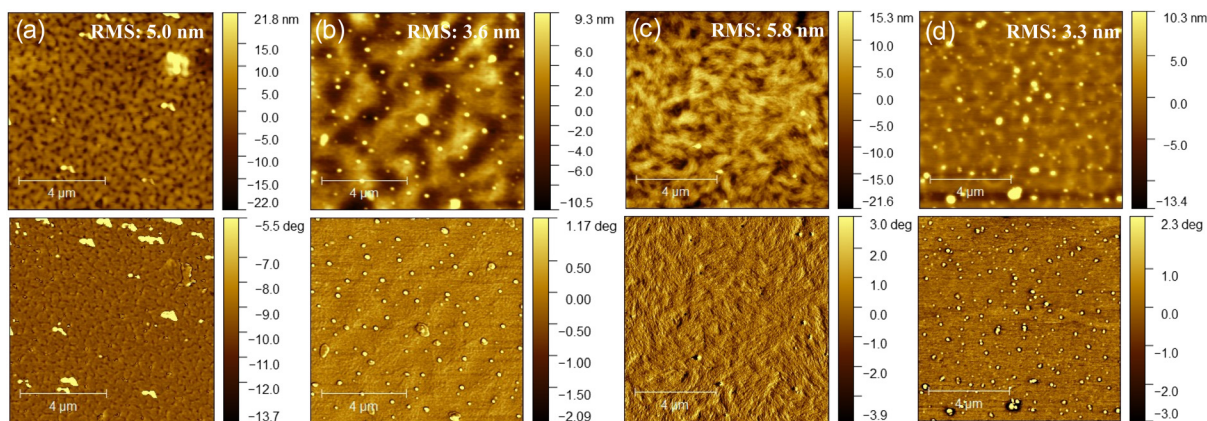 (a)
RMS: 5.0 nm
4 µm
21.8 nm
15.0
10.0
5.0
0.0
−5.0
−10.0
−15.0
−22.0
(b)
RMS: 3.6 nm
4 µm
9.3 nm
6.0
4.0
2.0
0.0
−2.0
−4.0
−6.0
−10.5
(c)
RMS: 5.8 nm
4 µm
15.3 nm
10.0
5.0
0.0
−5.0
−10.0
−15.0
−21.6
(d)
RMS: 3.3 nm
4 µm
10.3 nm
5.0
0.0
−5.0
−13.4
4 µm
−5.5 deg
−7.0
−8.0
−9.0
−10.0
−11.0
−12.0
−13.7
4 µm
1.17 deg
0.50
0.00
−0.50
−1.00
−2.09
4 µm
3.0 deg
1.0
0.0
−1.0
−2.0
−3.9
4 µm
2.3 deg
1.0
0.0
−1.0
−2.0
−3.0